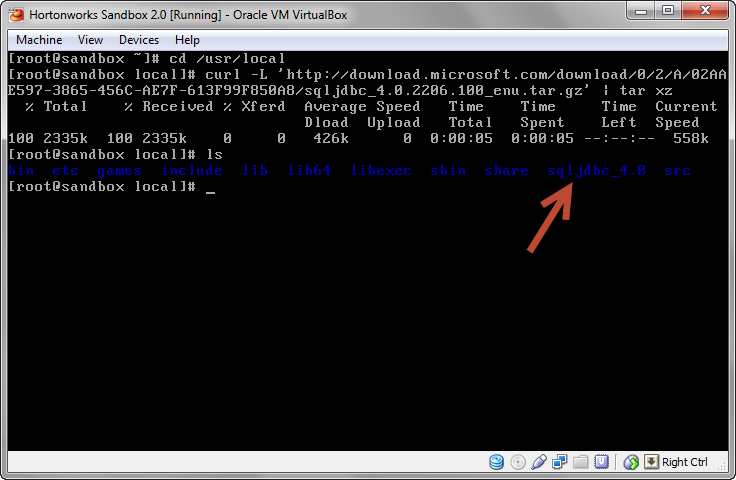 Hortonworks Sandbox 2.0 [Running] - Oracle VM VirtualBox
Machine View Devices Help
[root@sandbox ~]# cd /usr/local
[root@sandbox local]# curl -L 'http://download.microsoft.com/download/0/2/A/02AA
E597-3865-456C-AE7F-613F99F850A8/sqljdbc_4.0.2206.100_enu.tar.gz' | tar xz
% Total % Received % Xferd Average Speed Time Time Time Current
Dload Upload Total Spent Left Speed
100 2335k 100 2335k 0 0 426k 0 0:00:05 0:00:05 --:--:-- 558k
[root@sandbox local]# ls
bin etc games include lib lib64 libexec sbin share sqljdbc_4.0 src
[root@sandbox local]# _
Right Ctrl